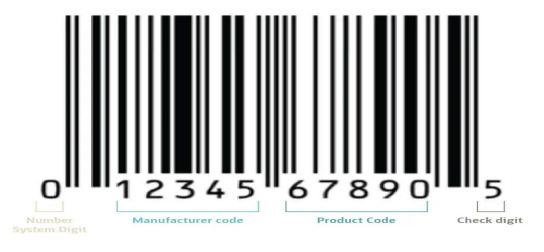 0 12345 67890 5
Number Manufacturer code Product Code Check digit
System Digit